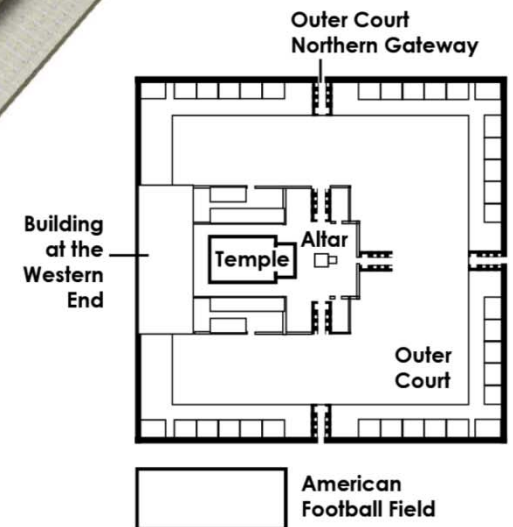 Outer Court
Northern Gateway
Building
at the
Western
End
Altar
Temple
Outer
Court
American
Football Field